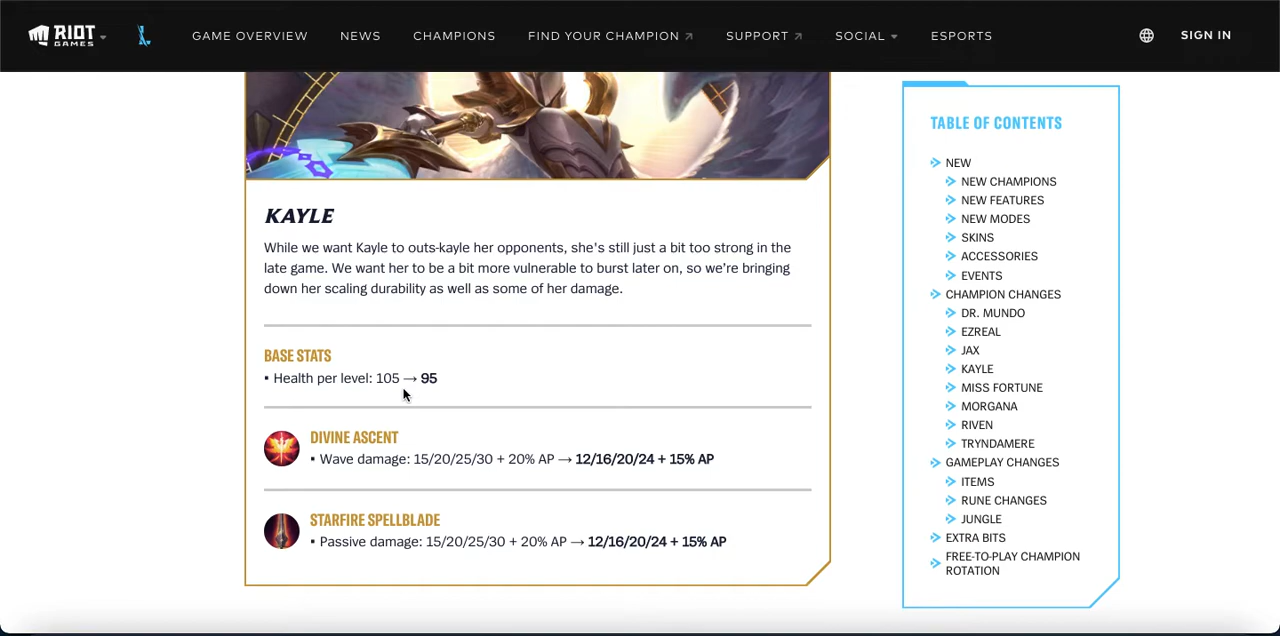 RIOT GAMES
GAME OVERVIEW NEWS CHAMPIONS FIND YOUR CHAMPION SUPPORT SOCIAL ESPORTS SIGN IN
KAYLE
While we want Kayle to outs-kayle her opponents, she's still just a bit too strong in the
late game. We want her to be a bit more vulnerable to burst later on, so we're bringing
down her scaling durability as well as some of her damage.
BASE STATS
▪ Health per level: 105 → 95
DIVINE ASCENT
▪ Wave damage: 15/20/25/30 + 20% AP → 12/16/20/24 + 15% AP
STARFIRE SPELLBLADE
▪ Passive damage: 15/20/25/30 + 20% AP → 12/16/20/24 + 15% AP
TABLE OF CONTENTS
NEW
NEW CHAMPIONS
NEW FEATURES
NEW MODES
SKINS
ACCESSORIES
EVENTS
CHAMPION CHANGES
DR. MUNDO
EZREAL
JAX
KAYLE
MISS FORTUNE
MORGANA
RIVEN
TRYNDAMERE
GAMEPLAY CHANGES
ITEMS
RUNE CHANGES
JUNGLE
EXTRA BITS
FREE-TO-PLAY CHAMPION
ROTATION